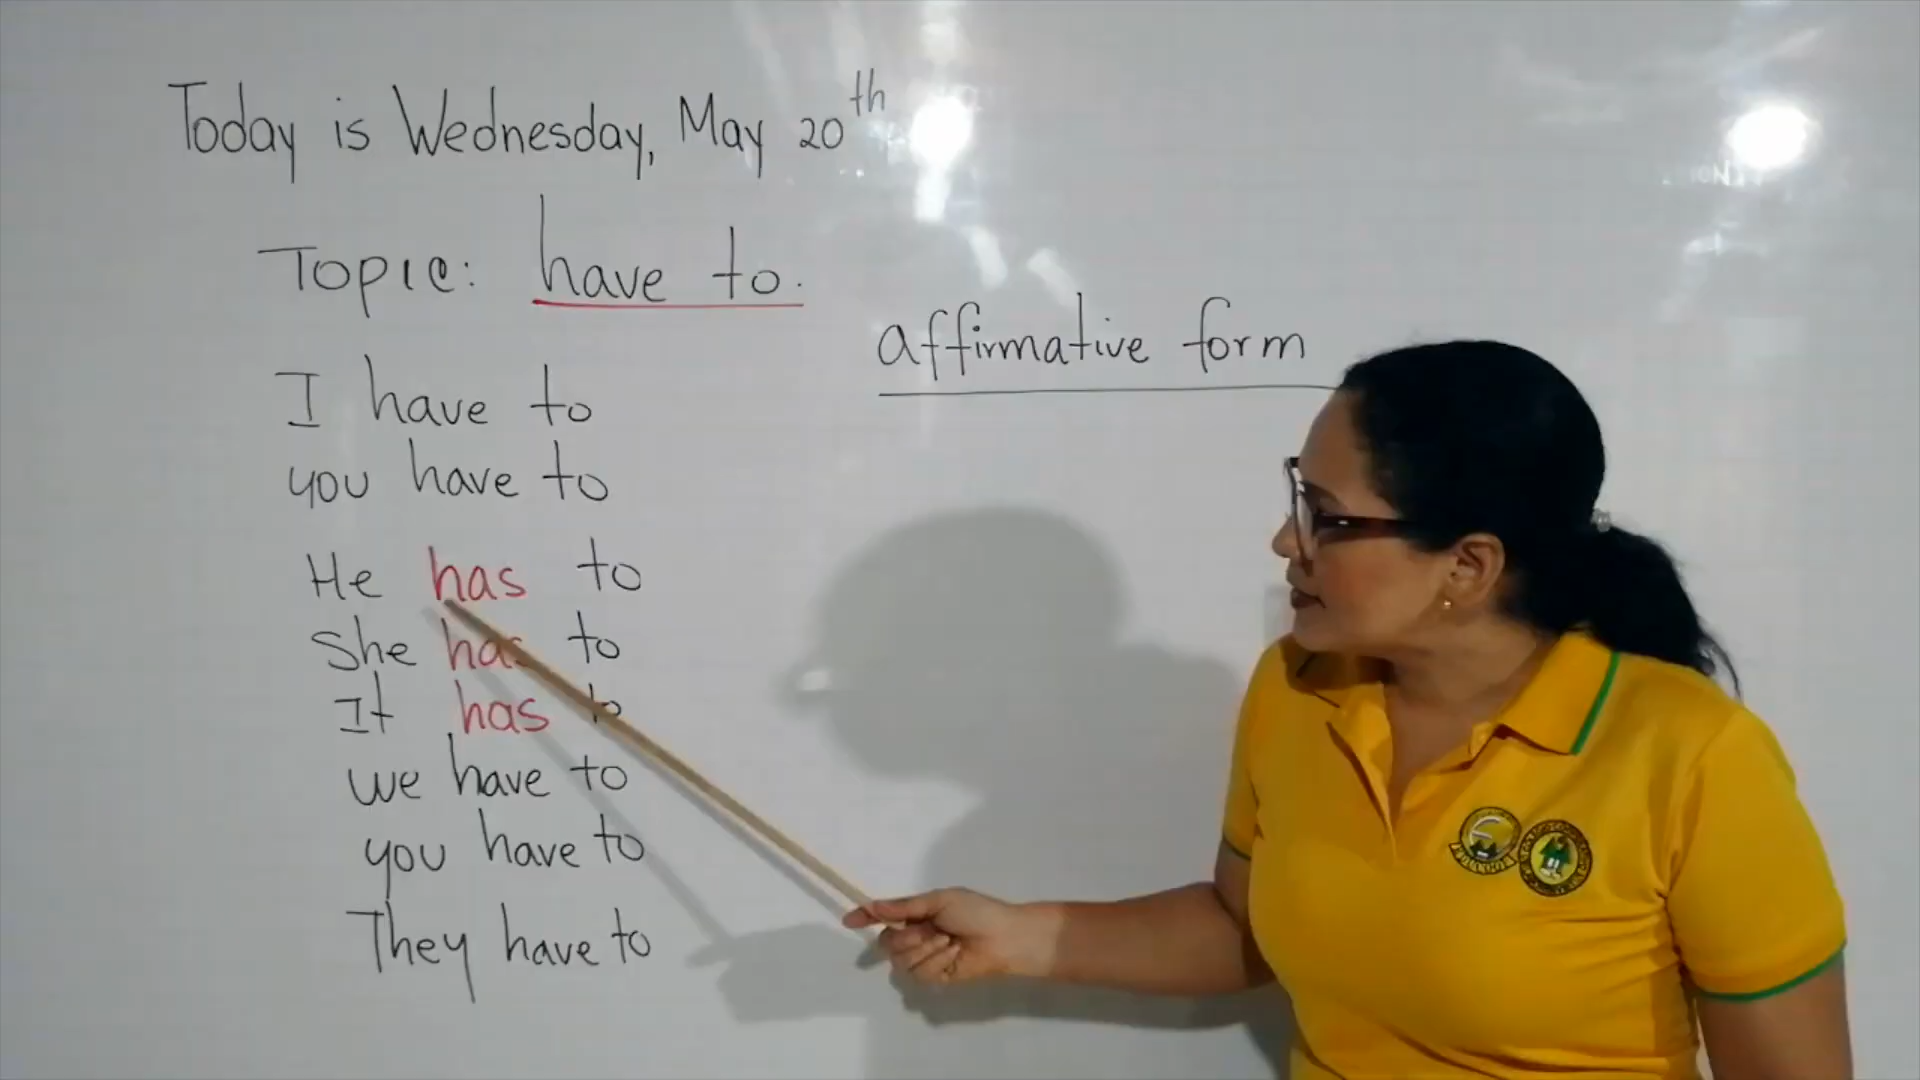 Today is Wednesday, May 20th
Topic: have to.
affirmative form
I have to
you have to
He has to
She has to
It has to
we have to
you have to
They have to